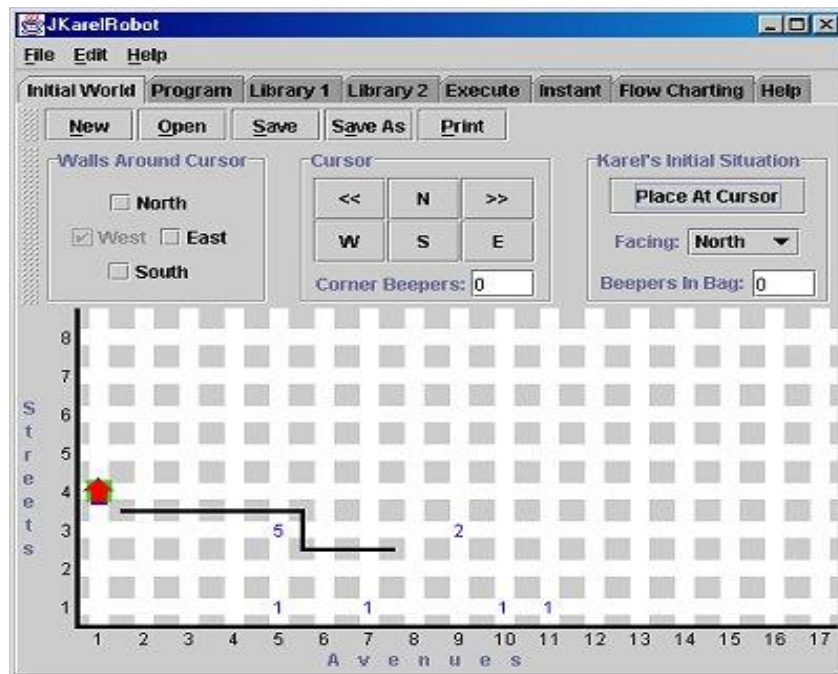 JKarelRobot
File Edit Help
Initial World Program Library 1 Library 2 Execute Instant Flow Charting Help
New Open Save Save As Print
Walls Around Cursor Cursor Karel's Initial Situation
North << N >> Place At Cursor
West East W S E Facing: North
South Corner Beepers: 0 Beepers In Bag: 0
8
7
6
5
4
3 5 2
2
1 1 1 1 1
Streets
1 2 3 4 5 6 7 8 9 10 11 12 13 14 15 16 17
Avenues